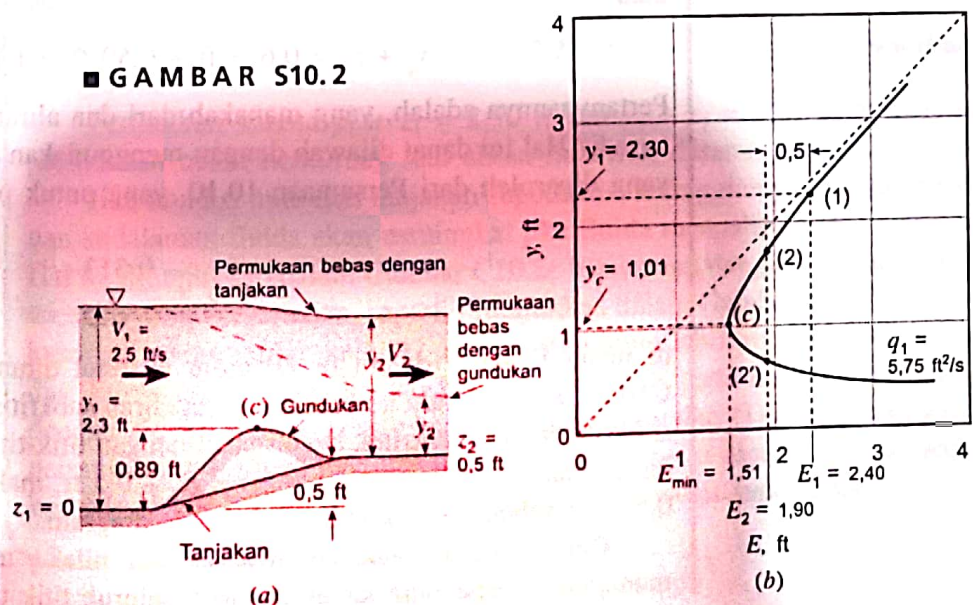 ■ GAMBAR S10.2
Permukaan bebas dengan
tanjakan
Permukaan
bebas
dengan
gundukan
V₁ =
2.5 ft/s
y₂
V₂
y₁ =
2,3 ft
(c) Gundukan
y₂
z₂ =
0,5 ft
0,89 ft
0,5 ft
z₁ = 0
Tanjakan
(a)
4
3
2
1
0
y, ft
y₁ = 2,30
0,5
(1)
(2)
y_c = 1,01
(c)
(2')
q₁ =
5,75 ft²/s
0
1
2
3
4
E_min = 1,51
E₁ = 2,40
E₂ = 1,90
E, ft
(b)